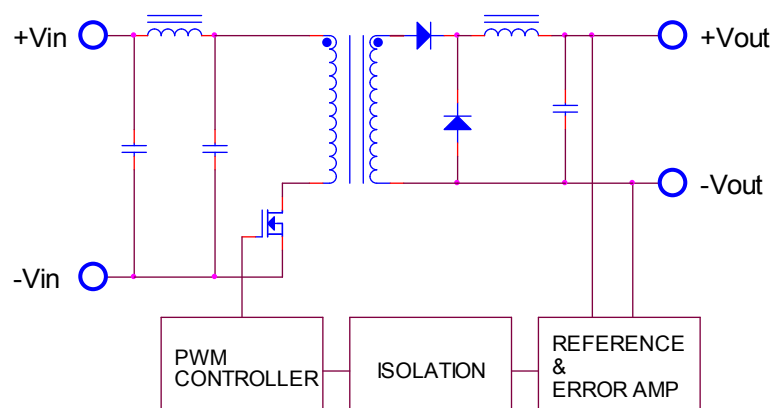 +Vin
+Vout
-Vout
-Vin
PWM
CONTROLLER
ISOLATION
REFERENCE
&
ERROR AMP